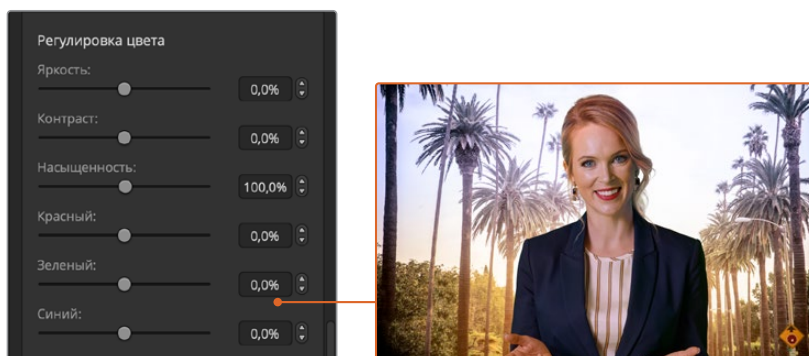 Регулировка цвета
Яркость:
0,0%
Контраст:
0,0%
Насыщенность:
100,0%
Красный:
0,0%
Зеленый:
0,0%
Синий:
0,0%